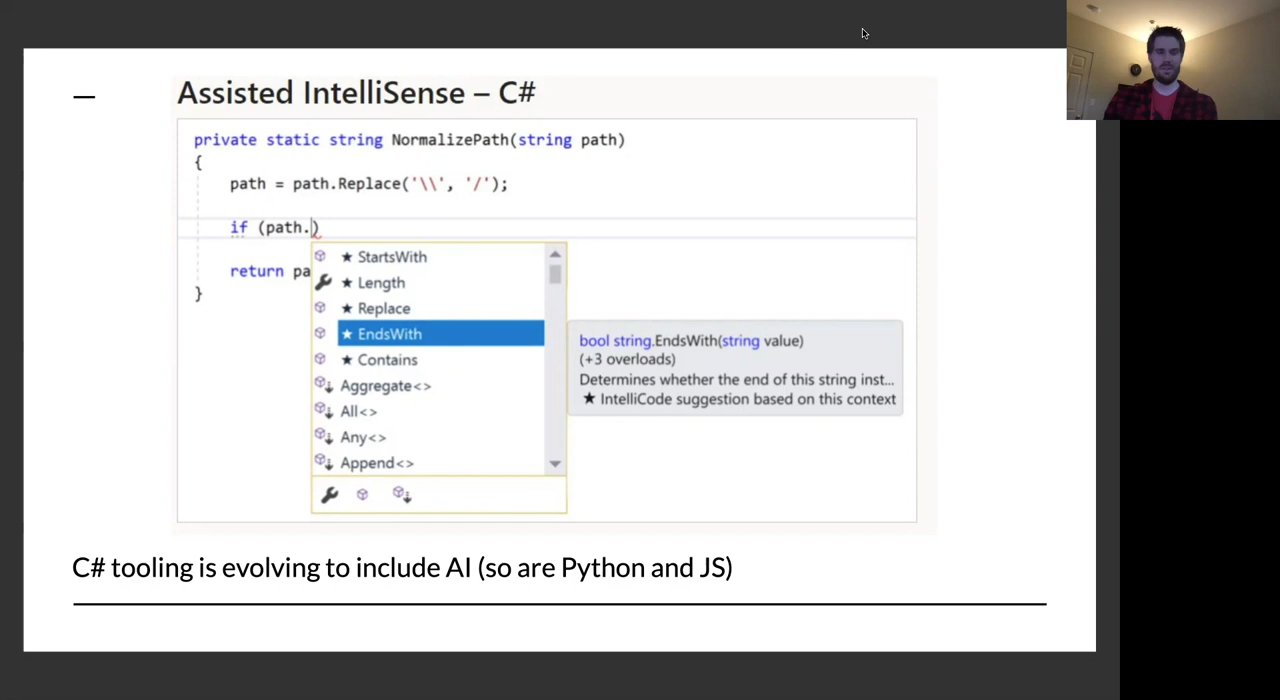 Assisted IntelliSense – C#
private static string NormalizePath(string path)
{
path = path.Replace('\\', '/');
if (path.)
★ StartsWith
★ Length
return pa
★ Replace
}
★ EndsWith
★ Contains
Aggregate<>
All<>
Any<>
Append<>
bool string.EndsWith(string value)
(+3 overloads)
Determines whether the end of this string inst...
★ IntelliCode suggestion based on this context
C# tooling is evolving to include AI (so are Python and JS)